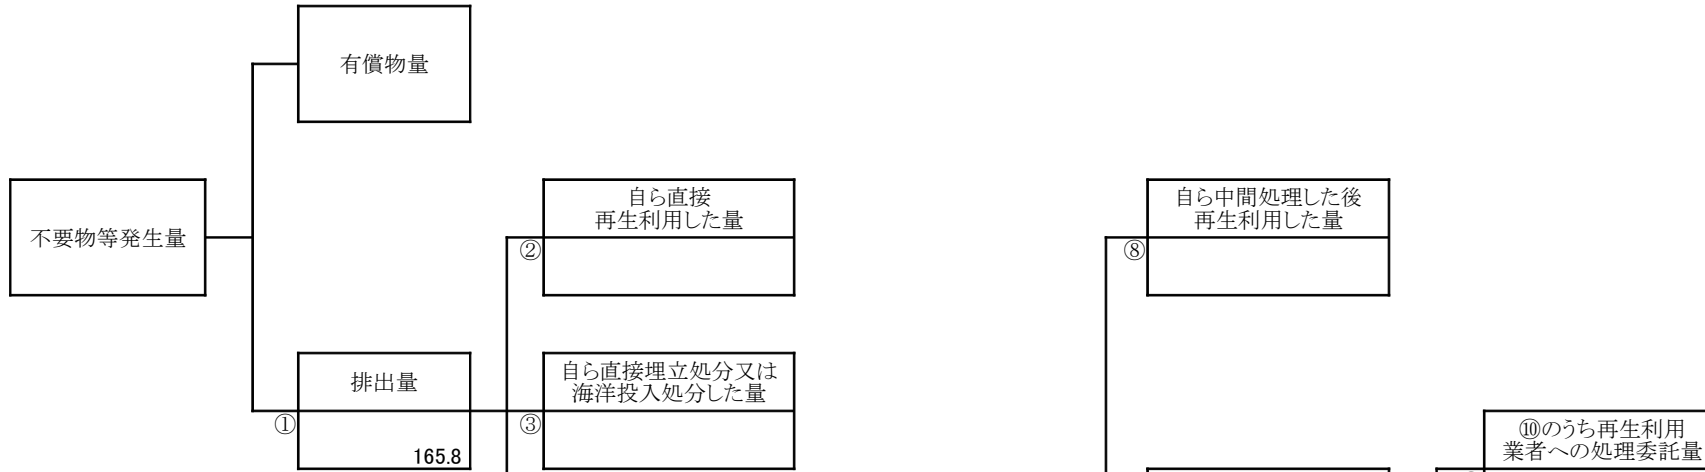 有償物量
不要物等発生量
自ら直接
再生利用した量
②
自ら中間処理した後
再生利用した量
⑧
排出量
①
165.8
自ら直接埋立処分又は
海洋投入処分した量
③
⑩のうち再生利用
業者への処理委託量